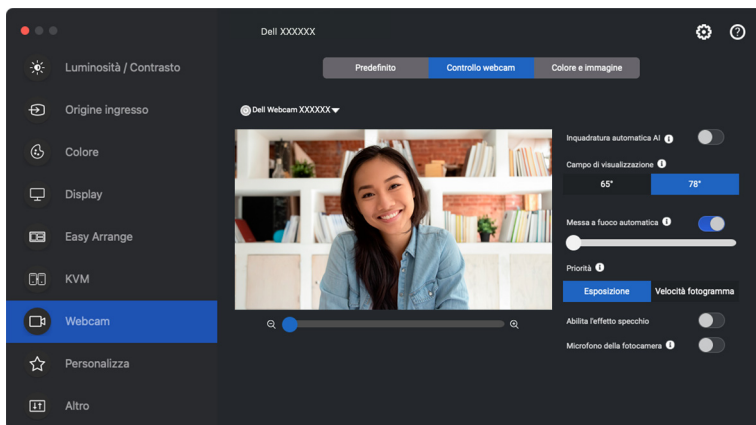 Dell XXXXXX
Luminosità / Contrasto
Origine ingresso
Colore
Display
Easy Arrange
KVM
Webcam
Personalizza
Altro
Predefinito
Controllo webcam
Colore e immagine
Dell Webcam XXXXXX
Inquadratura automatica AI
Campo di visualizzazione
65°
78°
Messa a fuoco automatica
Priorità
Esposizione
Velocità fotogramma
Abilita l'effetto specchio
Microfono della fotocamera